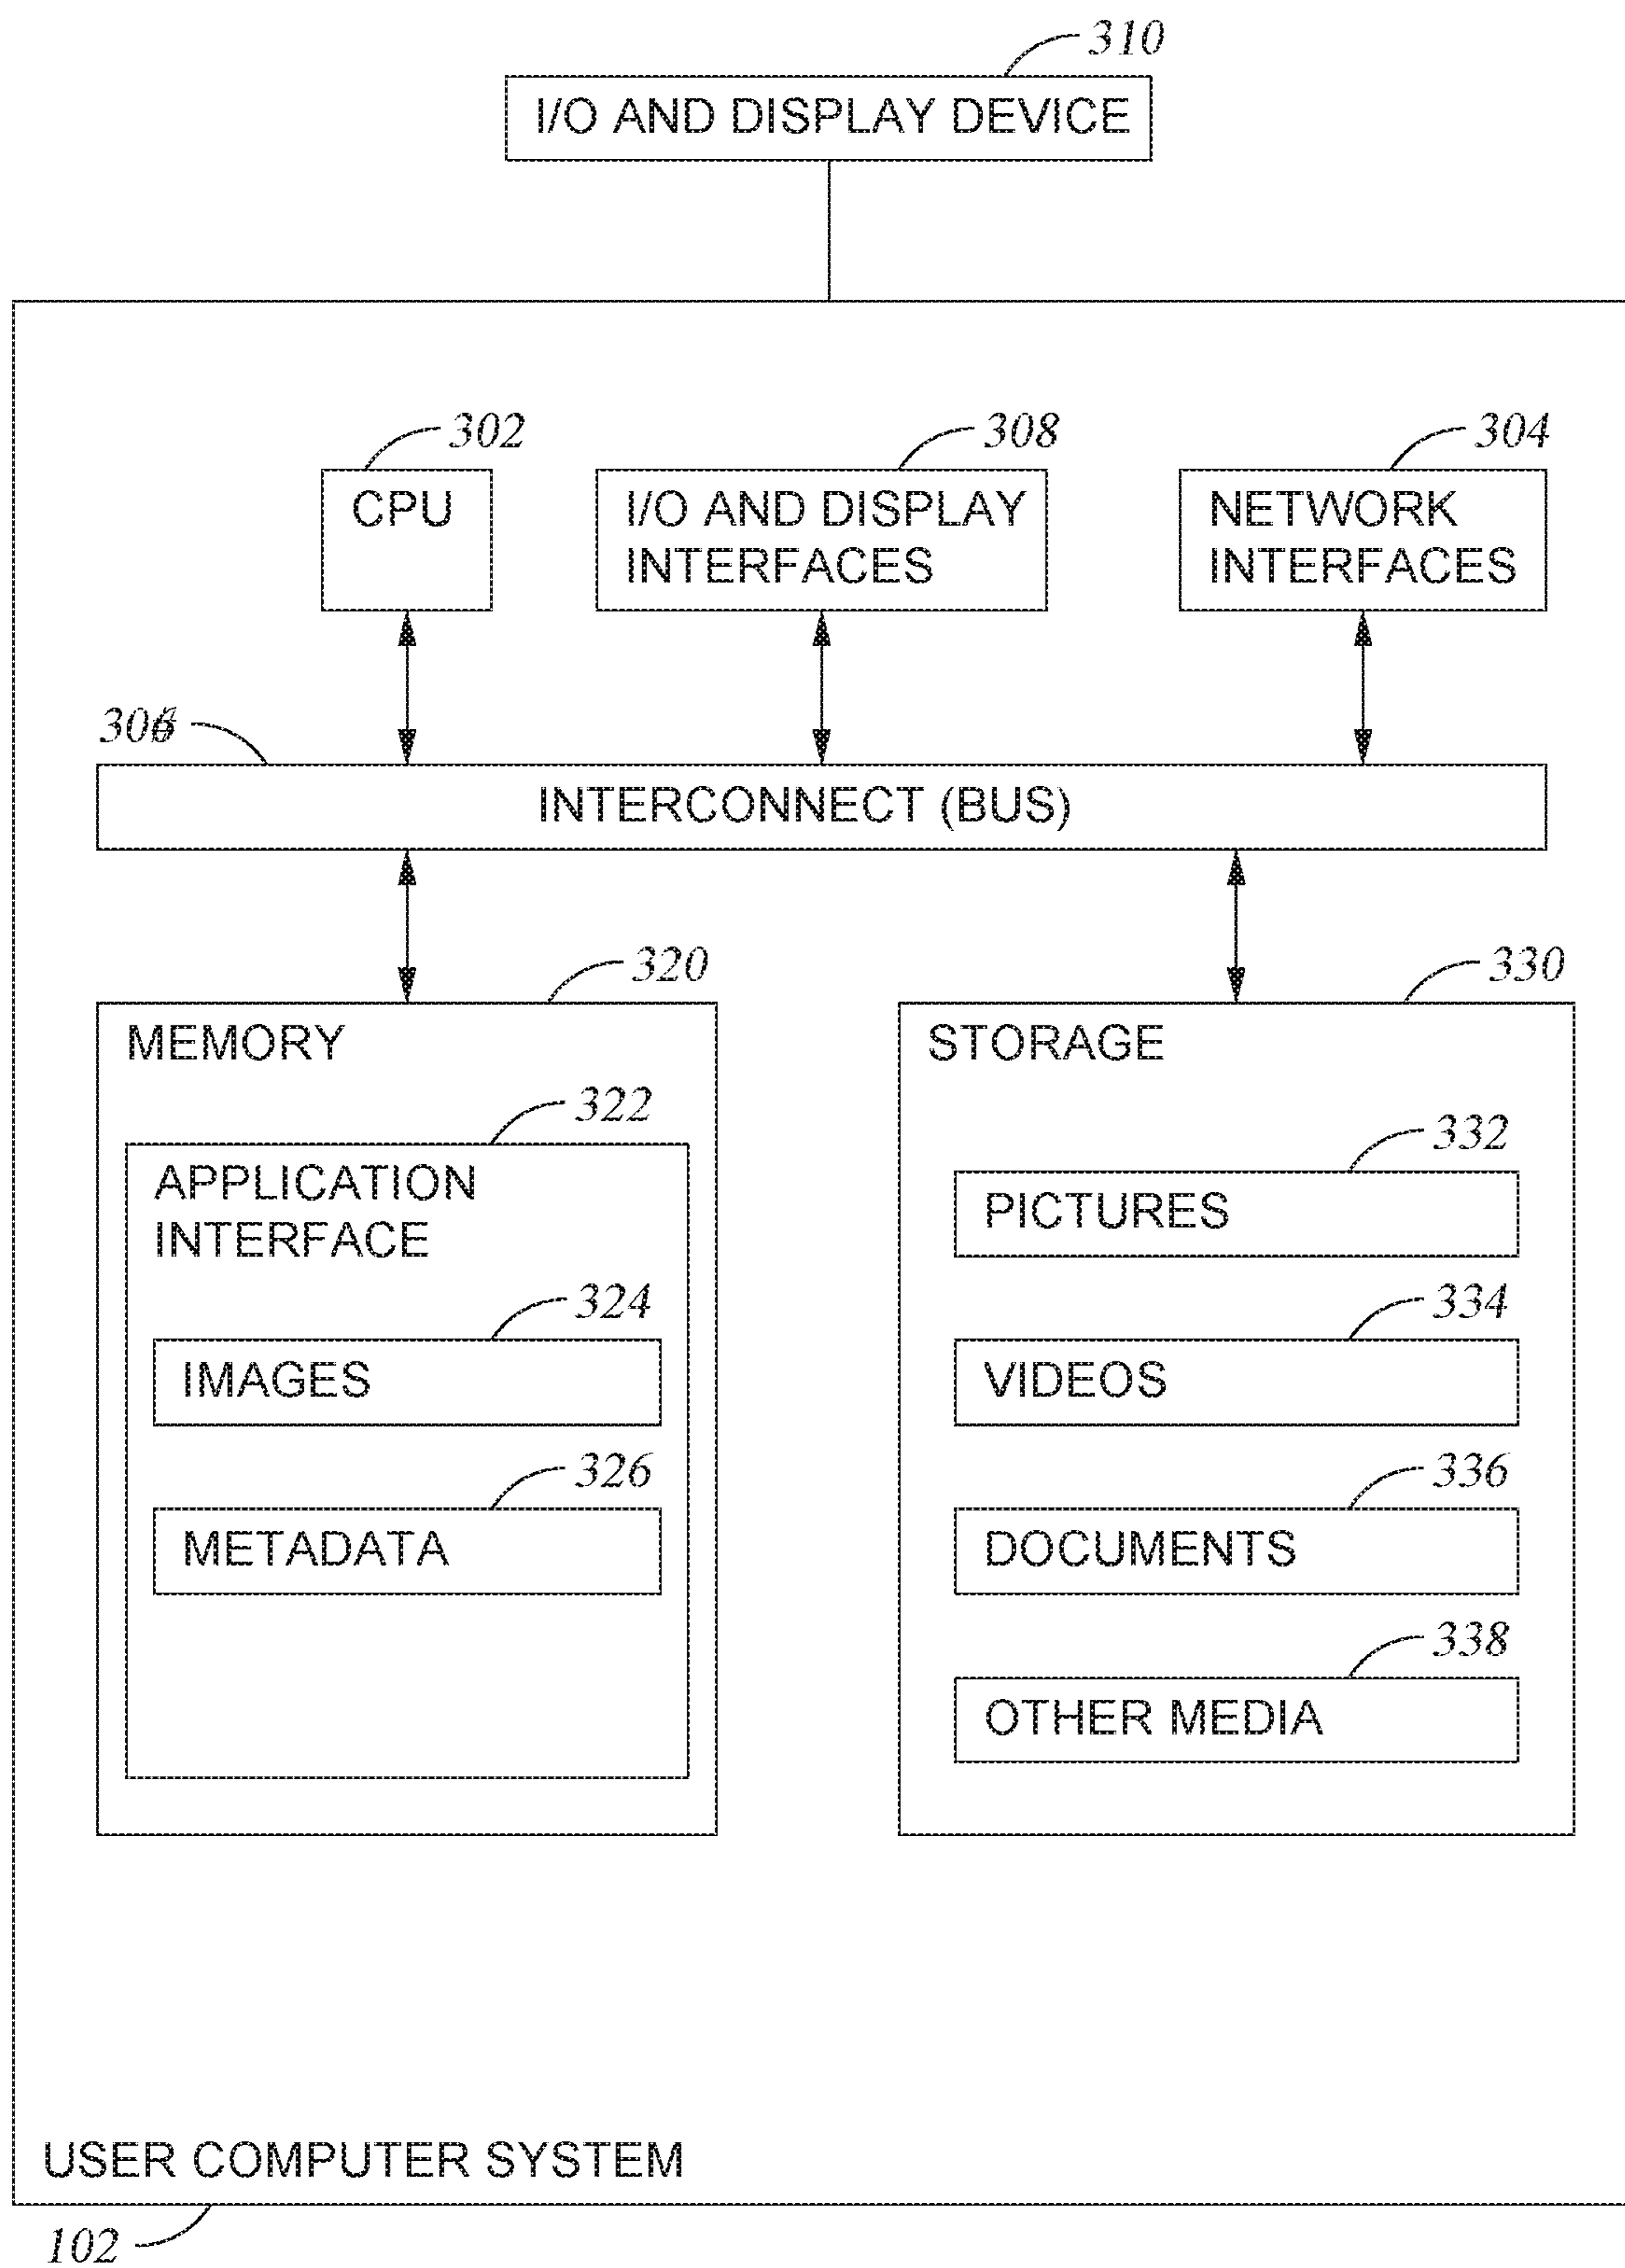 310
I/O AND DISPLAY DEVICE
302
308
304
CPU
I/O AND DISPLAY
INTERFACES
NETWORK
INTERFACES
INTERCONNECT (BUS)
320
330
MEMORY
STORAGE
322
APPLICATION
INTERFACE
324
IMAGES
326
METADATA
332
PICTURES
334
VIDEOS
336
DOCUMENTS
338
OTHER MEDIA
USER COMPUTER SYSTEM
102